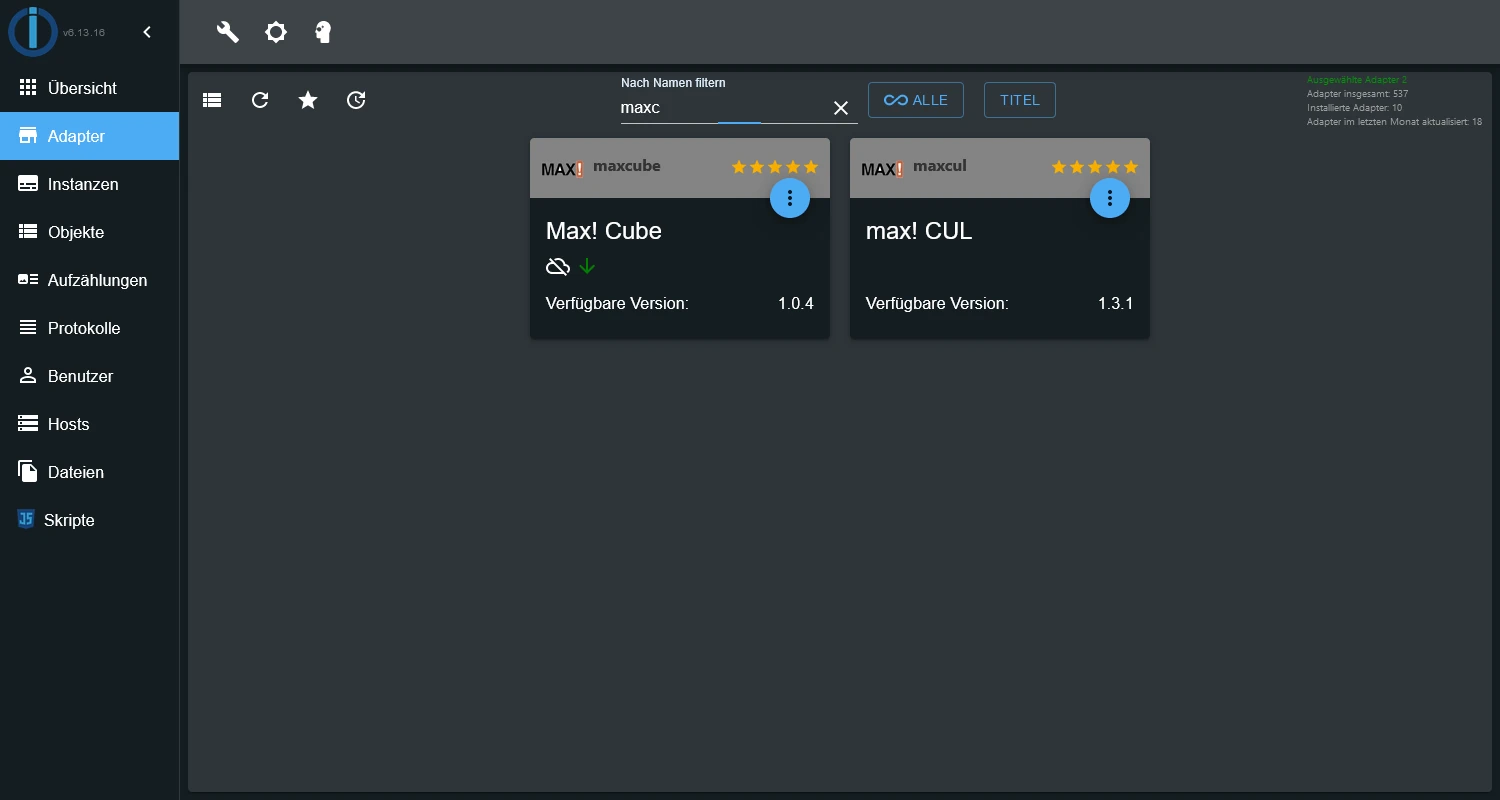 v6.13.16
Übersicht
Adapter
Instanzen
Objekte
Aufzählungen
Protokolle
Benutzer
Hosts
Dateien
JS Skripte
Nach Namen filtern
maxc
ALLE
TITEL
Ausgewählte Adapter 2
Adapter insgesamt: 537
Installierte Adapter: 10
Adapter im letzten Monat aktualisiert: 18
MAX! maxcube
Max! Cube
Verfügbare Version: 1.0.4
MAX! maxcul
max! CUL
Verfügbare Version: 1.3.1